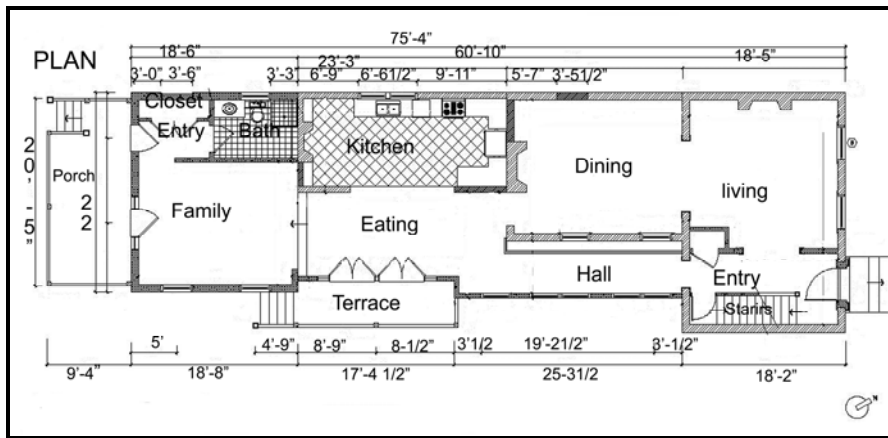 PLAN
75'-4"
18'-6" 60'-10" 18'-5"
23'-3"
3'-0" 3'-6" 3'-3" 6'-9" 6'-61/2" 9'-11" 5'-7" 3'-51/2"
Closet
Entry Bath
Kitchen
Dining
living
Porch
20'-5"
22
Family
Eating
Hall
Entry
Terrace
Starirs
5' 4'-9" 8'-9" 8-1/2" 3'1/2 19'-21/2" 3'-1/2"
9'-4" 18'-8" 17'-4 1/2" 25-31/2 18'-2"
N